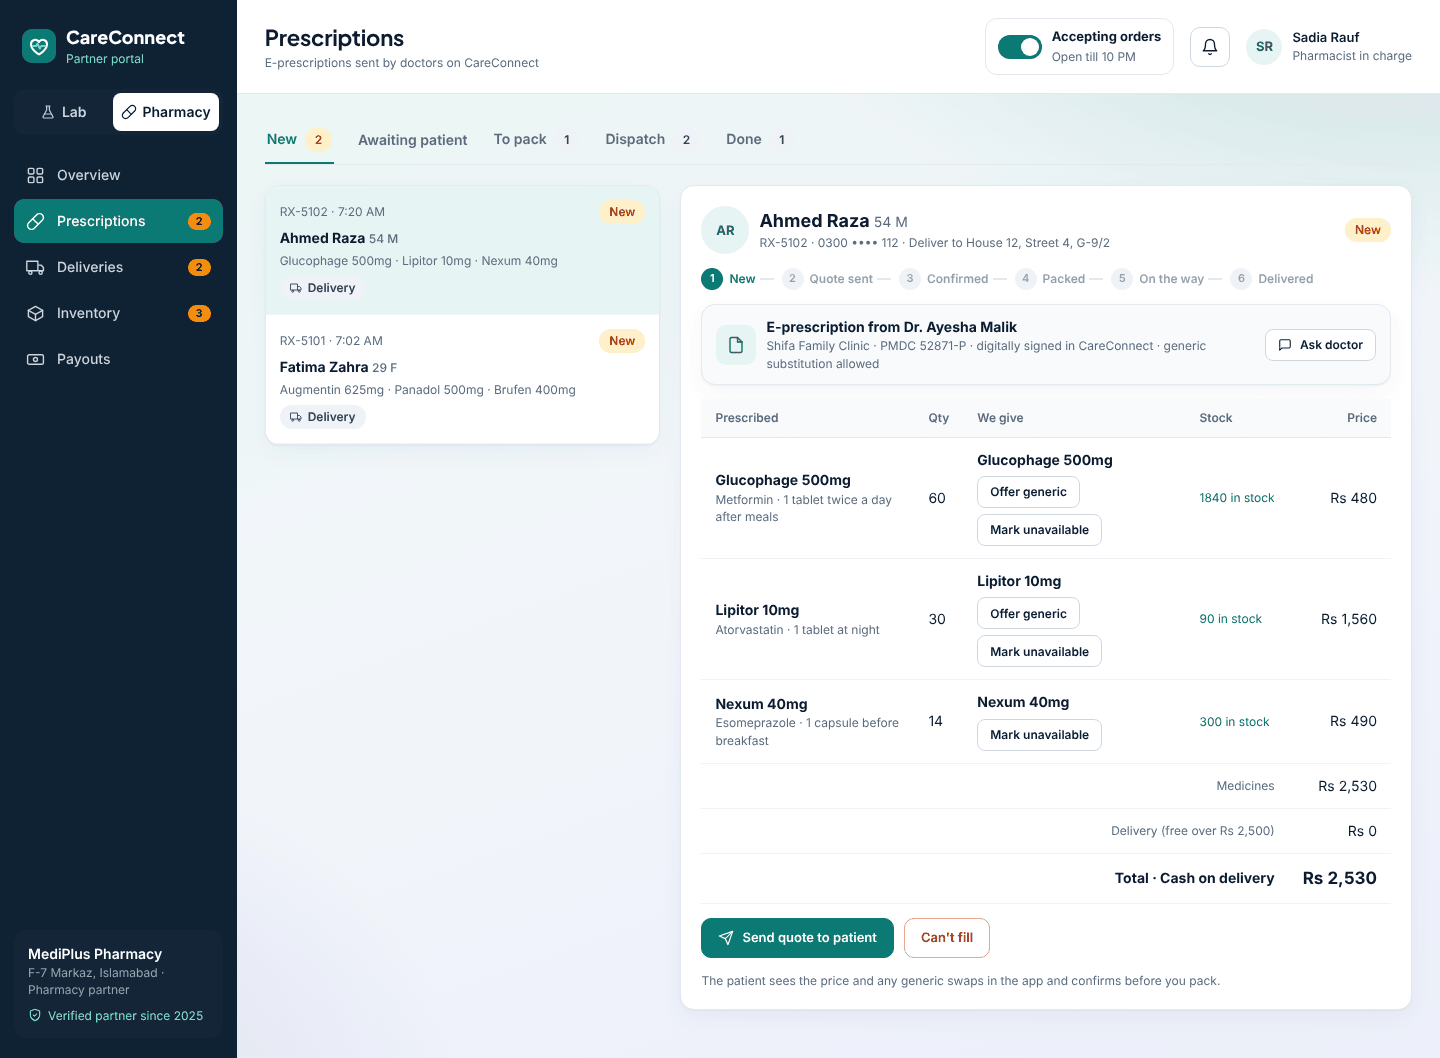 CareConnect
Partner portal
Lab
Pharmacy
Overview
Prescriptions 2
Deliveries 2
Inventory 3
Payouts
MediPlus Pharmacy
F-7 Markaz, Islamabad ·
Pharmacy partner
Verified partner since 2025
Prescriptions
E-prescriptions sent by doctors on CareConnect
Accepting orders
Open till 10 PM
SR
Sadia Rauf
Pharmacist in charge
New 2
Awaiting patient
To pack 1
Dispatch 2
Done 1
RX-5102 · 7:20 AM
New
Ahmed Raza 54 M
Glucophage 500mg · Lipitor 10mg · Nexum 40mg
Delivery
RX-5101 · 7:02 AM
New
Fatima Zahra 29 F
Augmentin 625mg · Panadol 500mg · Brufen 400mg
Delivery
AR
Ahmed Raza 54 M
RX-5102 · 0300 •••• 112 · Deliver to House 12, Street 4, G-9/2
New
1 New
2 Quote sent
3 Confirmed
4 Packed
5 On the way
6 Delivered
E-prescription from Dr. Ayesha Malik
Shifa Family Clinic · PMDC 52871-P · digitally signed in CareConnect · generic
substitution allowed
Ask doctor
Prescribed Qty We give Stock Price
Glucophage 500mg
Metformin · 1 tablet twice a day
after meals
60
Glucophage 500mg
Offer generic
Mark unavailable
1840 in stock
Rs 480
Lipitor 10mg
Atorvastatin · 1 tablet at night
30
Lipitor 10mg
Offer generic
Mark unavailable
90 in stock
Rs 1,560
Nexum 40mg
Esomeprazole · 1 capsule before
breakfast
14
Nexum 40mg
Mark unavailable
300 in stock
Rs 490
Medicines Rs 2,530
Delivery (free over Rs 2,500) Rs 0
Total · Cash on delivery Rs 2,530
Send quote to patient
Can't fill
The patient sees the price and any generic swaps in the app and confirms before you pack.